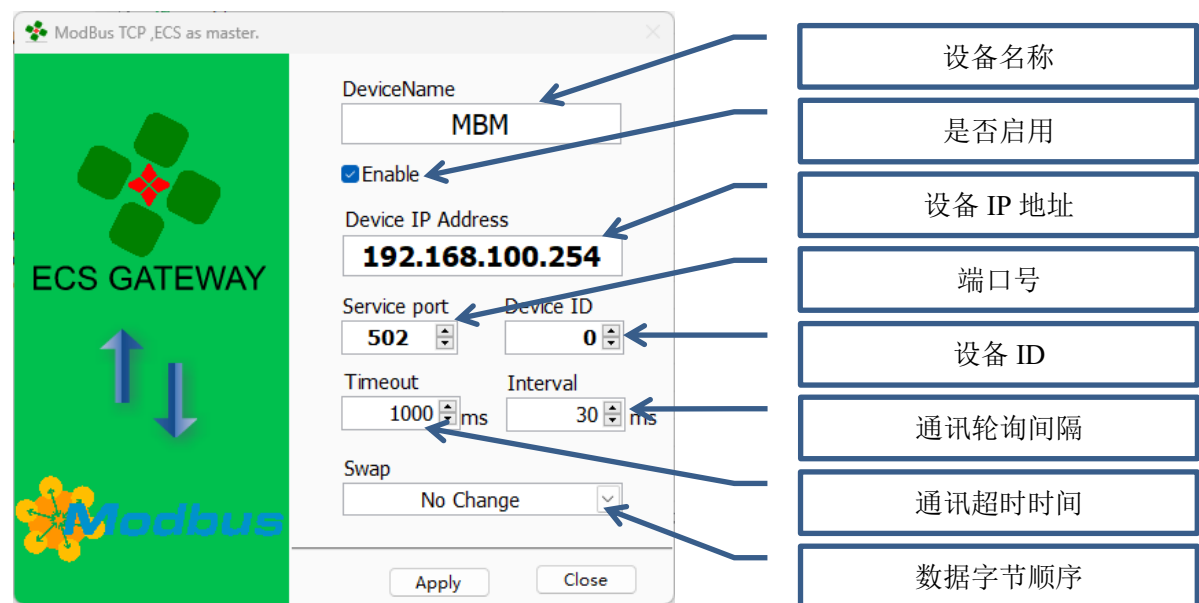 ModBus TCP ,ECS as master.
DeviceName
MBM
Enable
Device IP Address
192.168.100.254
Service port
Device ID
502
0
Timeout
Interval
1000
ms
30
ms
Swap
No Change
Apply
Close
ECS GATEWAY
Modbus
设备名称
是否启用
设备 IP 地址
端口号
设备 ID
通讯轮询间隔
通讯超时时间
数据字节顺序